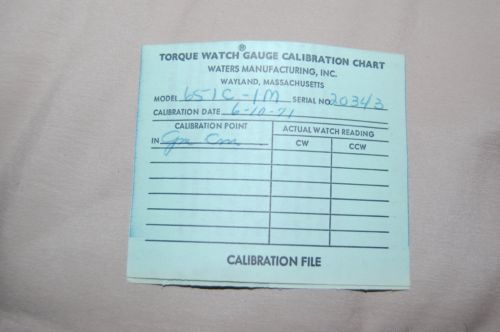 TORQUE WATCH® GAUGE CALIBRATION CHART
WATERS MANUFACTURING, INC.
WAYLAND, MASSACHUSETTS
MODEL 651C-1M SERIAL NO. 20343
CALIBRATION DATE 6-10-71
CALIBRATION POINT ACTUAL WATCH READING
IN gm cm CW CCW
CALIBRATION FILE